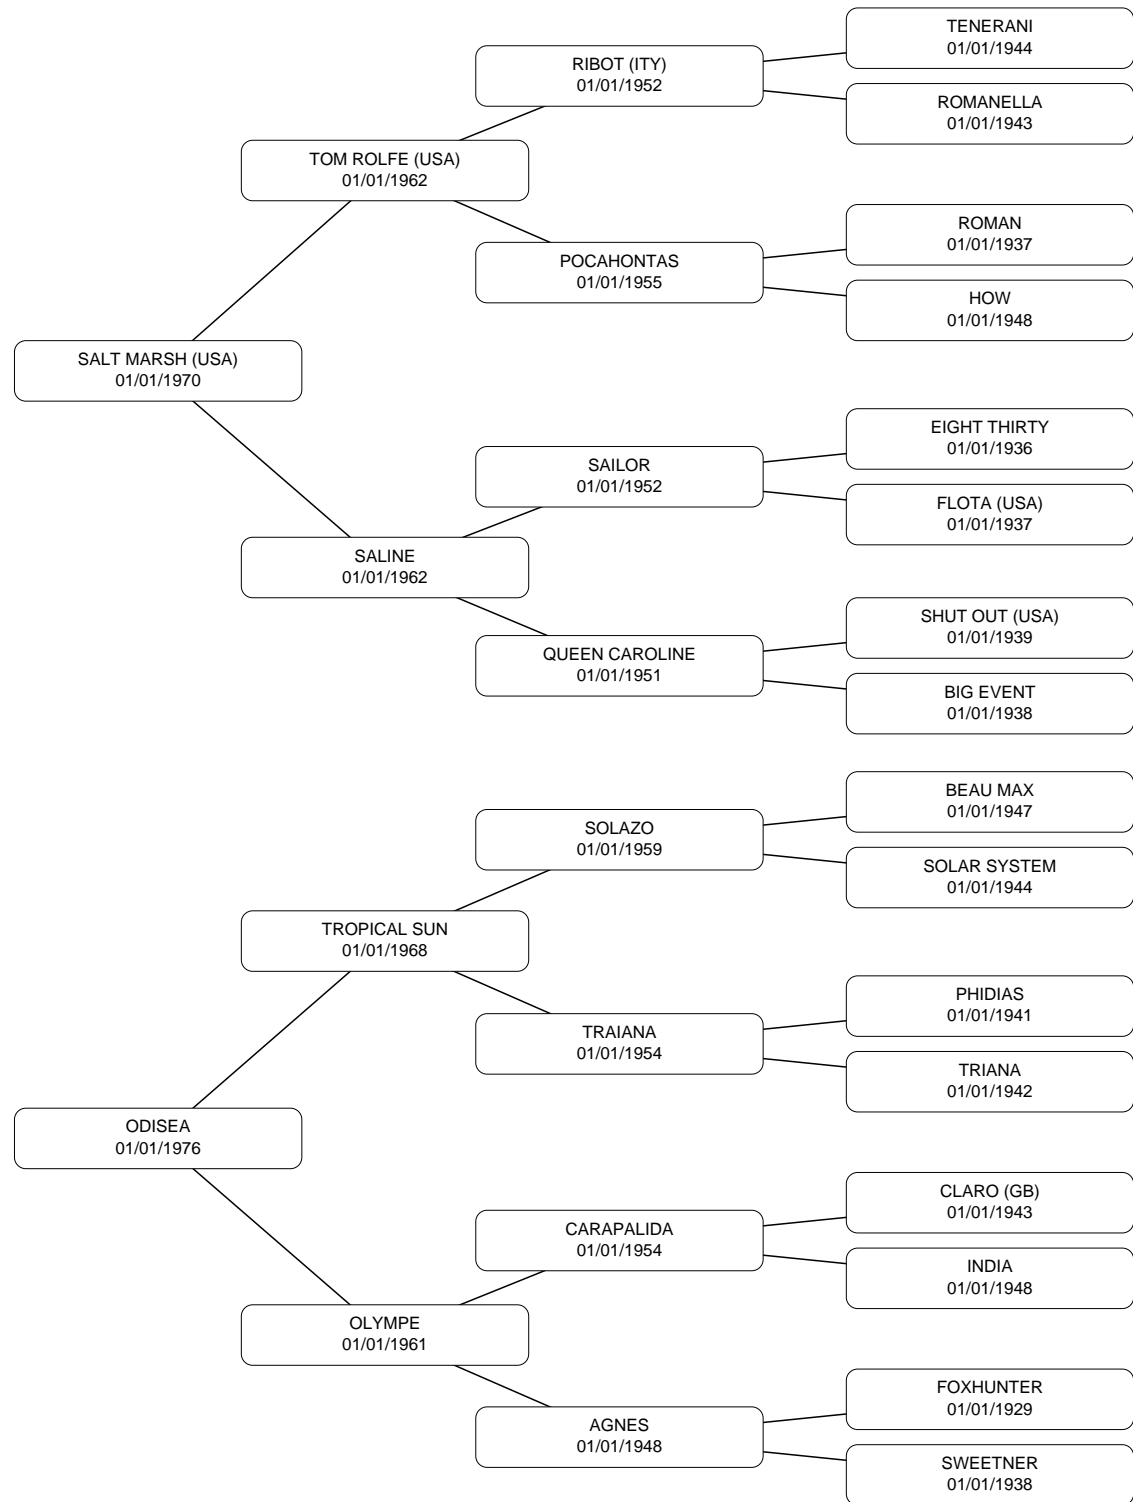 TENERANI
01/01/1944
RIBOT (ITY)
01/01/1952
ROMANELLA
01/01/1943
TOM ROLFE (USA)
01/01/1962
ROMAN
01/01/1937
POCAHONTAS
01/01/1955
HOW
01/01/1948
SALT MARSH (USA)
01/01/1970
EIGHT THIRTY
01/01/1936
SAILOR
01/01/1952
FLOTA (USA)
01/01/1937
SALINE
01/01/1962
SHUT OUT (USA)
01/01/1939
QUEEN CAROLINE
01/01/1951
BIG EVENT
01/01/1938
BEAU MAX
01/01/1947
SOLAZO
01/01/1959
SOLAR SYSTEM
01/01/1944
TROPICAL SUN
01/01/1968
PHIDIAS
01/01/1941
TRAIANA
01/01/1954
TRIANA
01/01/1942
ODISEA
01/01/1976
CLARO (GB)
01/01/1943
CARAPALIDA
01/01/1954
INDIA
01/01/1948
OLYMPE
01/01/1961
FOXHUNTER
01/01/1929
AGNES
01/01/1948
SWEETNER
01/01/1938